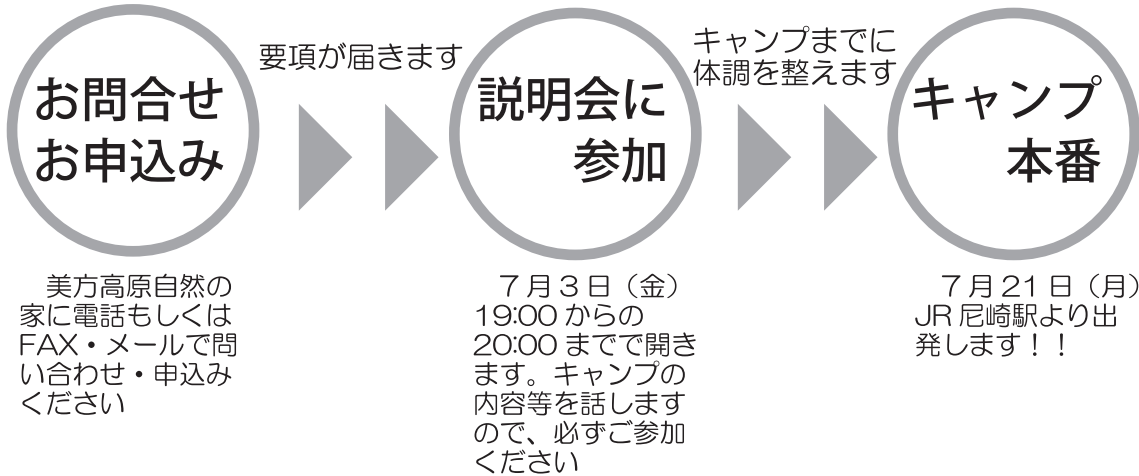 お問合せ
お申込み
要項が届きます
説明会に
参加
キャンプまでに
体調を整えます
キャンプ
本番
美方高原自然の
家に電話もしくは
FAX・メールで問
い合わせ・申込み
ください
7月3日（金）
19:00 からの
20:00 までで開き
ます。キャンプの
内容等を話します
ので、必ずご参加
ください
7月21日（月）
JR 尼崎駅より出
発します！！